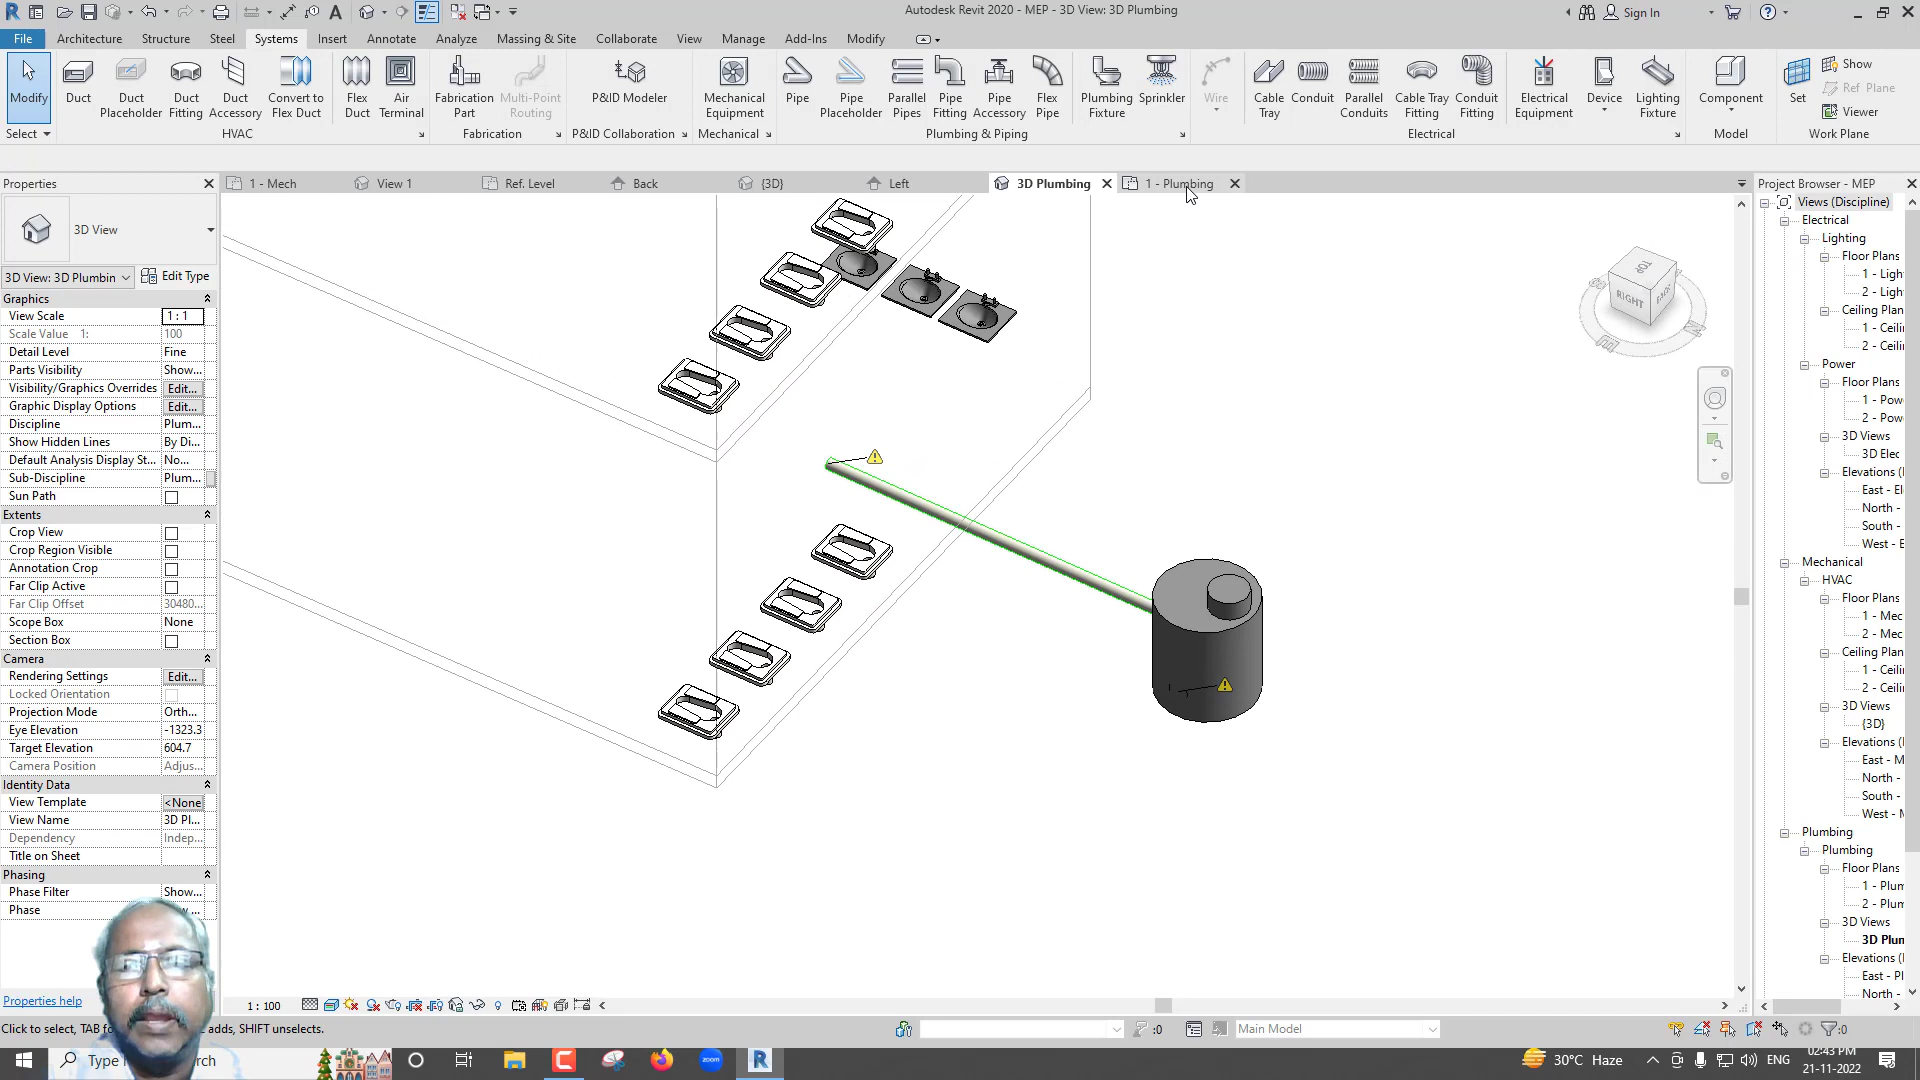 Autodesk Revit 2020 - MEP - 3D View: 3D Plumbing
Sign In
File Architecture Structure Steel Systems Insert Annotate Analyze Massing & Site Collaborate View Manage Add-Ins Modify
Modify Duct Duct Placeholder Duct Fitting Duct Accessory Convert to Flex Duct Flex Duct Air Terminal Fabrication Part Multi-Point Routing P&ID Modeler Mechanical Equipment Pipe Pipe Placeholder Parallel Pipes Pipe Fitting Pipe Accessory Flex Pipe Plumbing Fixture Sprinkler Wire Cable Tray Conduit Parallel Conduits Cable Tray Fitting Conduit Fitting Electrical Equipment Device Lighting Fixture Component Set Show Ref Plane Viewer
Select HVAC Fabrication P&ID Collaboration Mechanical Plumbing & Piping Electrical Model Work Plane
Properties
1 - Mech View 1 Ref. Level Back {3D} Left 3D Plumbing 1 - Plumbing
Project Browser - MEP
3D View
3D View: 3D Plumbin Edit Type
Graphics
View Scale 1 : 1
Scale Value 1: 100
Detail Level Fine
Parts Visibility Show...
Visibility/Graphics Overrides Edit...
Graphic Display Options Edit...
Discipline Plum...
Show Hidden Lines By Di...
Default Analysis Display St... No...
Sub-Discipline Plum...
Sun Path
Extents
Crop View
Crop Region Visible
Annotation Crop
Far Clip Active
Far Clip Offset 30480...
Scope Box None
Section Box
Camera
Rendering Settings Edit...
Locked Orientation
Projection Mode Orth...
Eye Elevation -1323.3
Target Elevation 604.7
Camera Position Adjus...
Identity Data
View Template <None
View Name 3D Pl...
Dependency Indep...
Title on Sheet
Phasing
Phase Filter Show...
Phase
Properties help
TOP
RIGHT
Views (Discipline)
Electrical
Lighting
Floor Plans
1 - Ligh
2 - Ligh
Ceiling Plan
1 - Ceili
2 - Ceili
Power
Floor Plans
1 - Pow
2 - Pow
3D Views
3D Elec
Elevations (
East - El
North -
South -
West - E
Mechanical
HVAC
Floor Plans
1 - Mec
2 - Mec
Ceiling Plan
1 - Ceili
2 - Ceili
3D Views
{3D}
Elevations (
East - M
North -
South -
West - M
Plumbing
Plumbing
Floor Plans
1 - Plum
2 - Plum
3D Views
3D Plun
Elevations (
East - Pl
North -
1 : 100
Click to select, TAB fo adds, SHIFT unselects.
:0
Main Model
:0
Type arch
zoom
30°C Haze
ENG
02:43 PM
21-11-2022